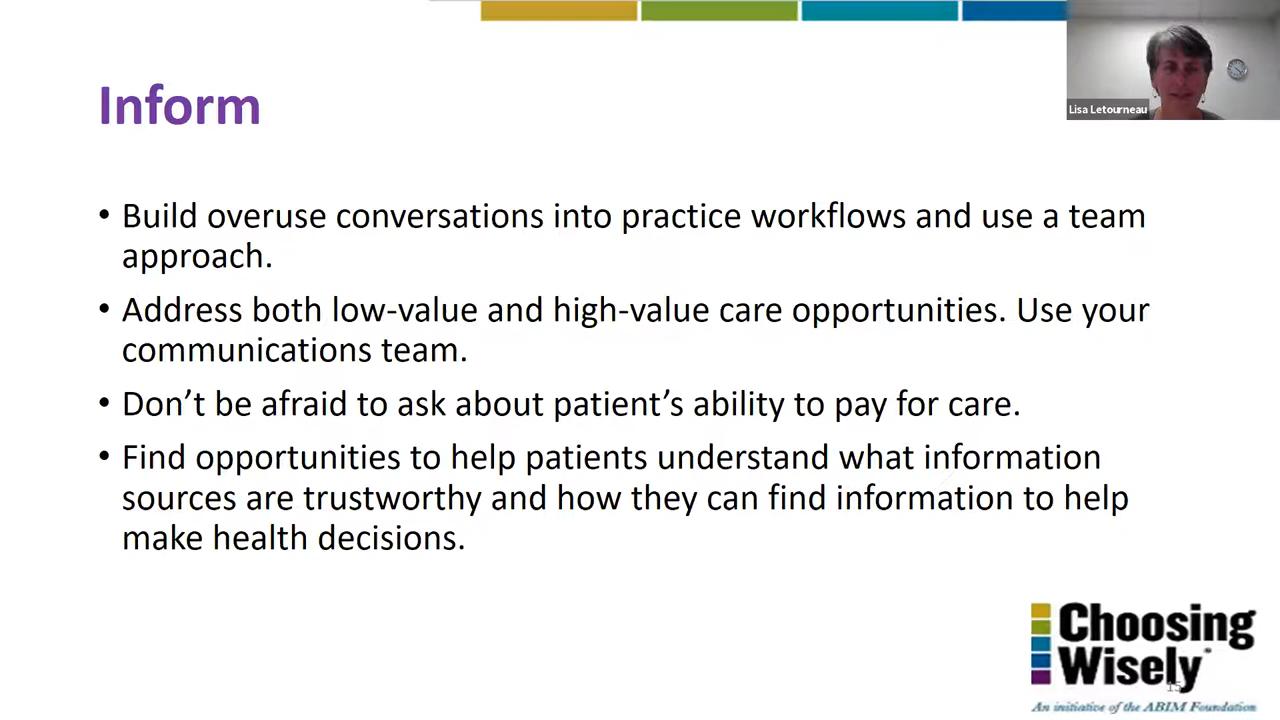 Inform
Lisa Letourneau
• Build overuse conversations into practice workflows and use a team
approach.
• Address both low-value and high-value care opportunities. Use your
communications team.
• Don’t be afraid to ask about patient’s ability to pay for care.
• Find opportunities to help patients understand what information
sources are trustworthy and how they can find information to help
make health decisions.
Choosing
Wisely
15
An initiative of the ABIM Foundation